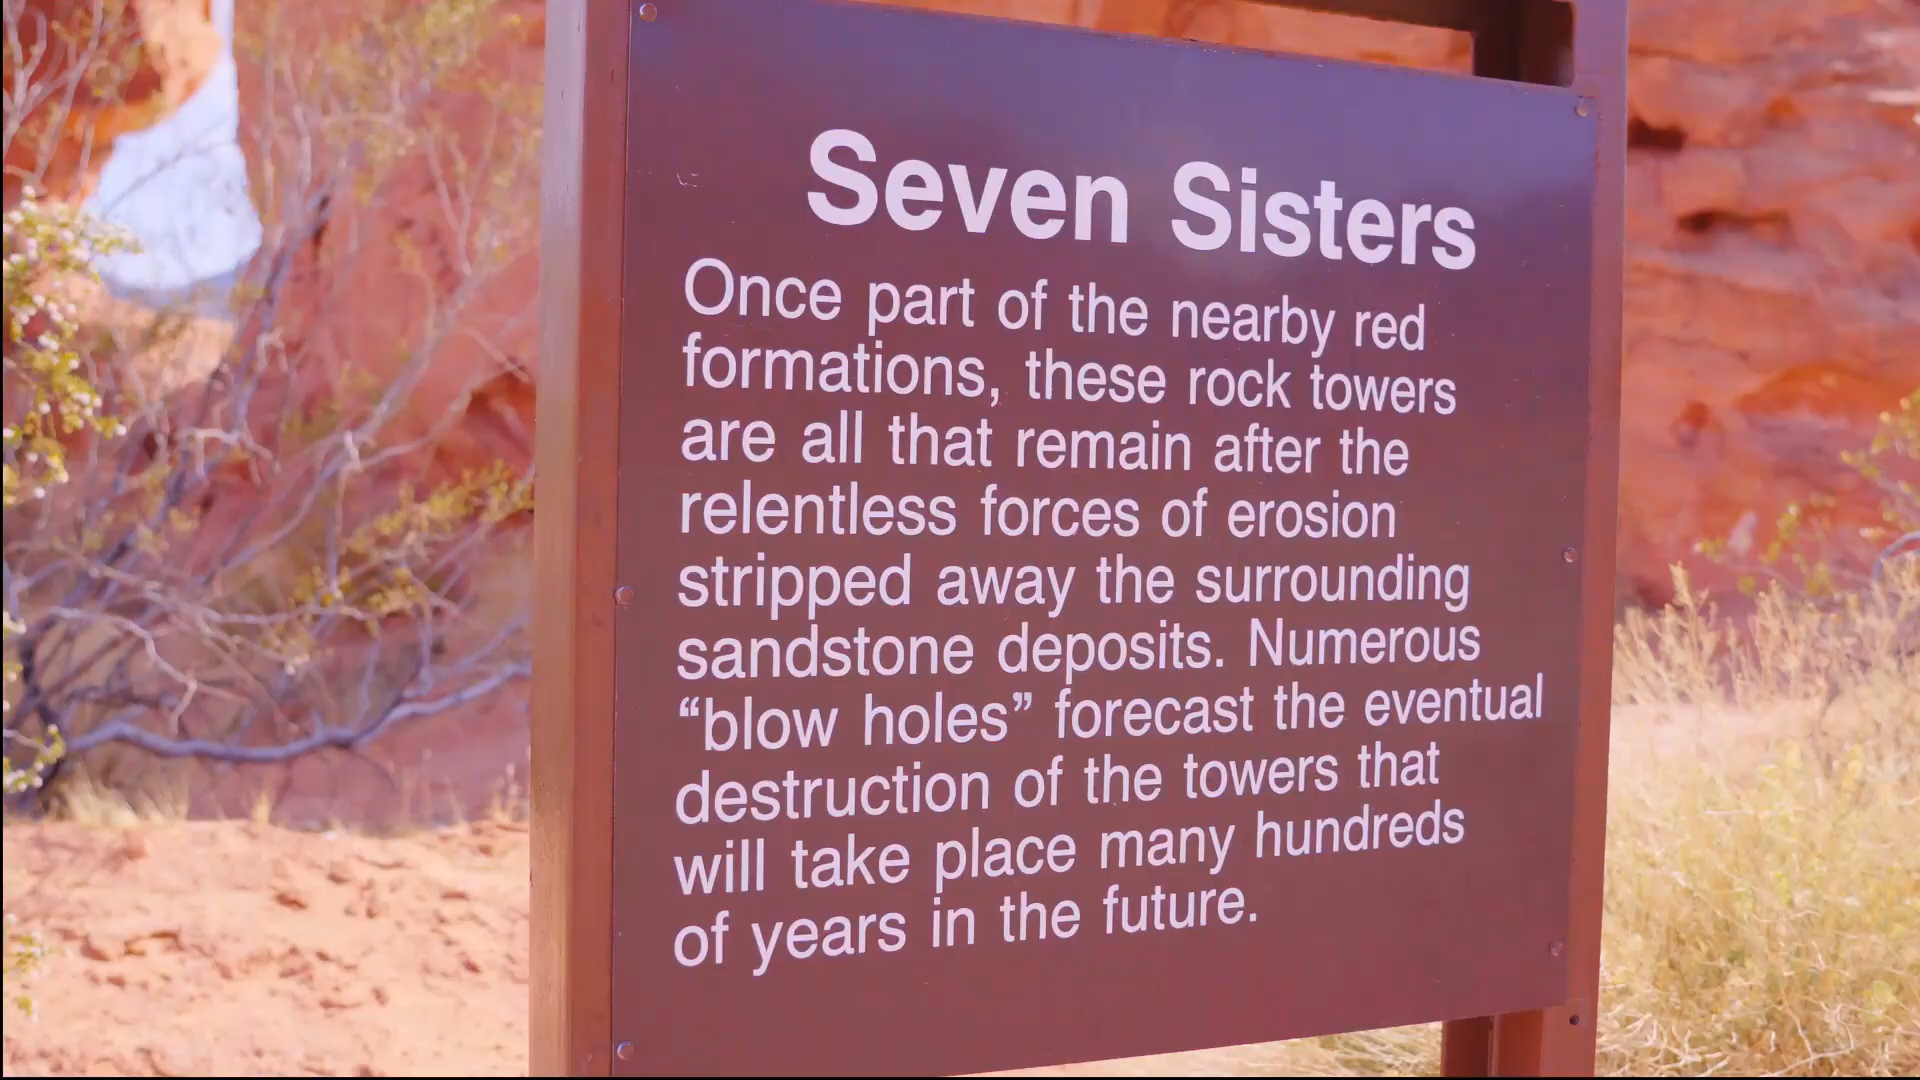 Seven Sisters
Once part of the nearby red
formations, these rock towers
are all that remain after the
relentless forces of erosion
stripped away the surrounding
sandstone deposits. Numerous
“blow holes” forecast the eventual
destruction of the towers that
will take place many hundreds
of years in the future.